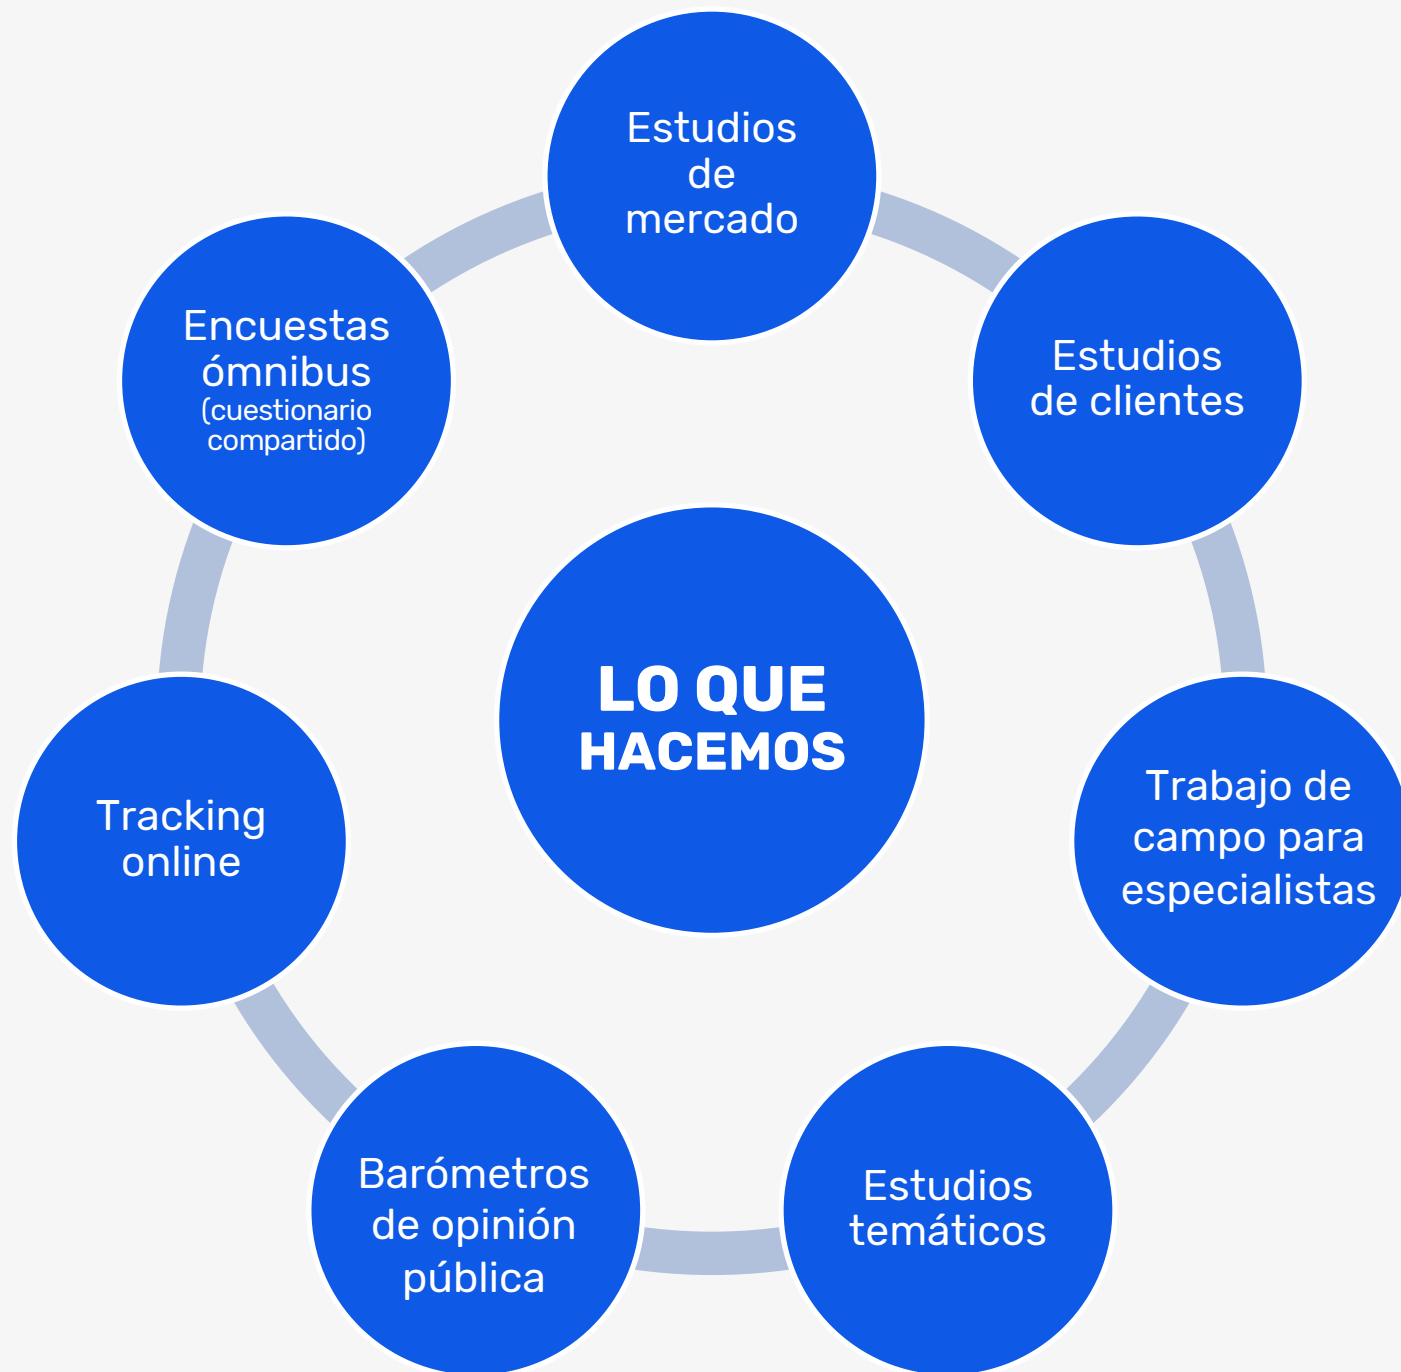 Estudios
de
mercado
Estudios
de clientes
Trabajo de
campo para
especialistas
Estudios
temáticos
Barómetros
de opinión
pública
Tracking
online
Encuestas
ómnibus
(cuestionario
compartido)
LO QUE
HACEMOS